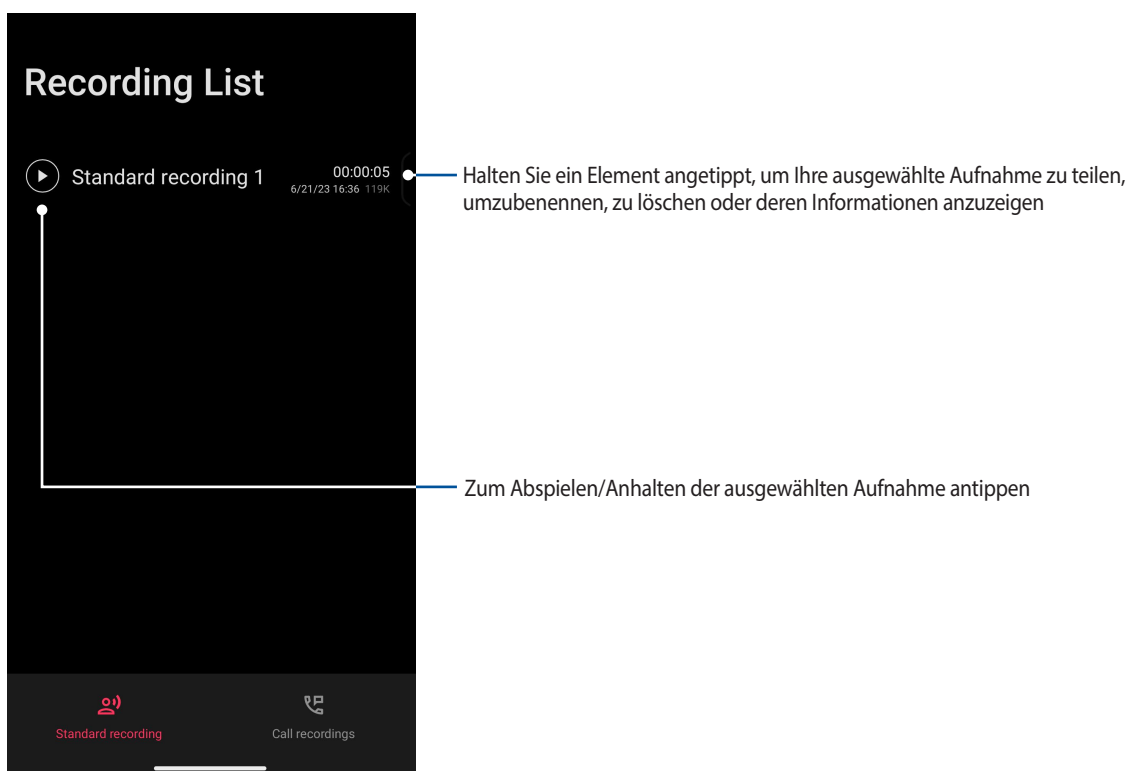 Recording List
Standard recording 1
00:00:05
6/21/23 16:36 119K
Halten Sie ein Element angetippt, um Ihre ausgewählte Aufnahme zu teilen,
umzubenennen, zu löschen oder deren Informationen anzuzeigen
Zum Abspielen/Anhalten der ausgewählten Aufnahme antippen
Standard recording
Call recordings